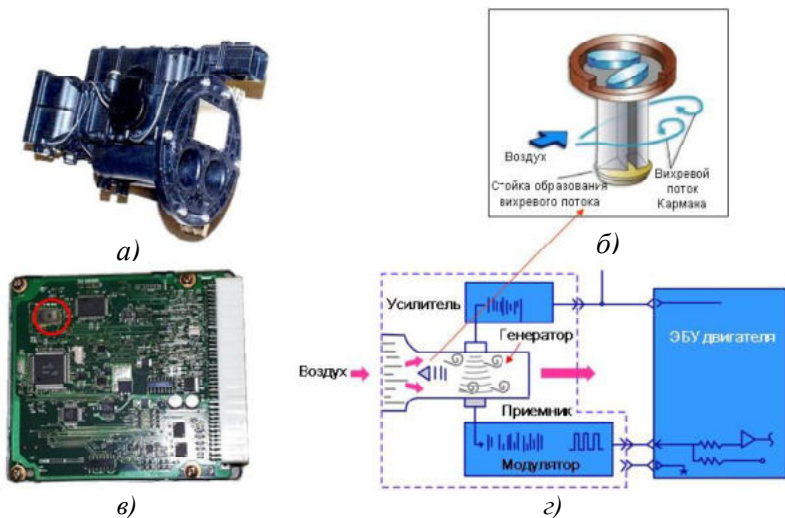 Воздух
Стойка образования
вихревого потока
Вихревой
поток
Кармана
а)
б)
Усилитель
Генератор
ЭБУ двигателя
Воздух
Приемник
Модулятор
в)
г)